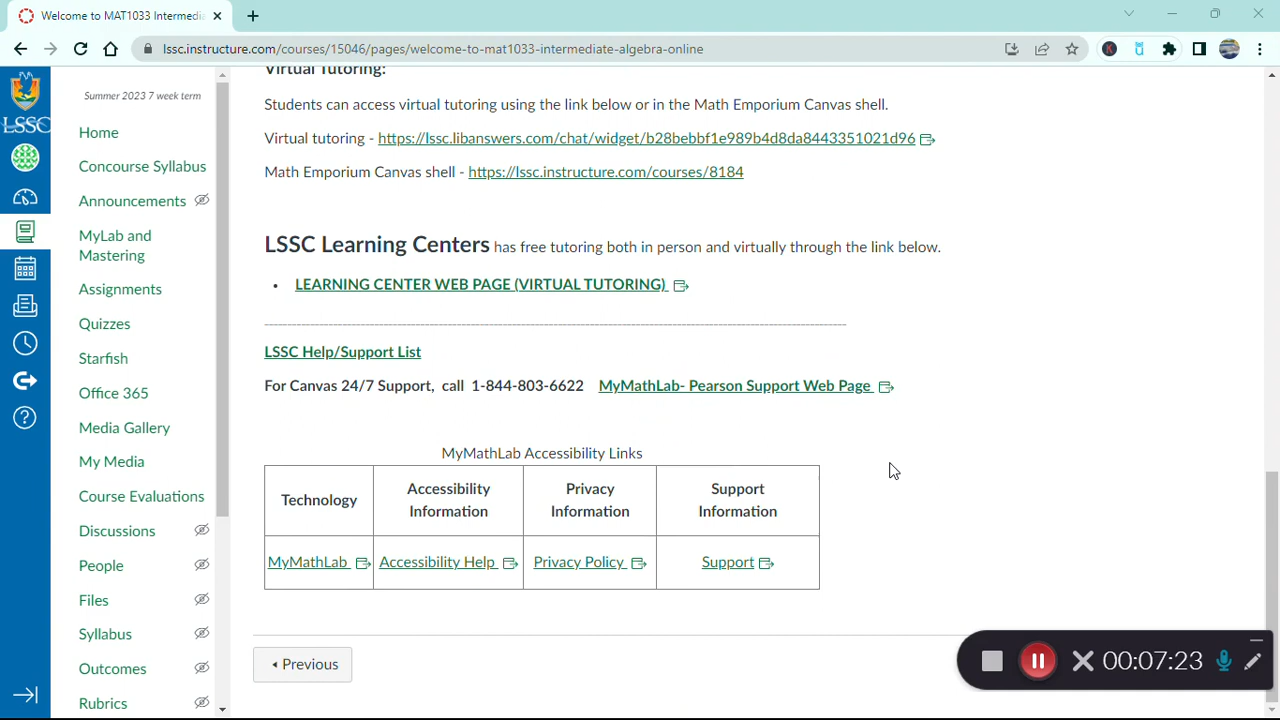 Welcome to MAT1033 Intermedi
lssc.instructure.com/courses/15046/pages/welcome-to-mat1033-intermediate-algebra-online
LSSC
Summer 2023 7 week term
Home
Concourse Syllabus
Announcements
MyLab and
Mastering
Assignments
Quizzes
Starfish
Office 365
Media Gallery
My Media
Course Evaluations
Discussions
People
Files
Syllabus
Outcomes
Rubrics
Virtual Tutoring:
Students can access virtual tutoring using the link below or in the Math Emporium Canvas shell.
Virtual tutoring - https://lssc.libanswers.com/chat/widget/b28bebbf1e989b4d8da8443351021d96
Math Emporium Canvas shell - https://lssc.instructure.com/courses/8184
LSSC Learning Centers has free tutoring both in person and virtually through the link below.
• LEARNING CENTER WEB PAGE (VIRTUAL TUTORING)
LSSC Help/Support List
For Canvas 24/7 Support, call 1-844-803-6622 MyMathLab- Pearson Support Web Page
MyMathLab Accessibility Links
Technology
Accessibility
Information
Privacy
Information
Support
Information
MyMathLab
Accessibility Help
Privacy Policy
Support
Previous
00:07:23